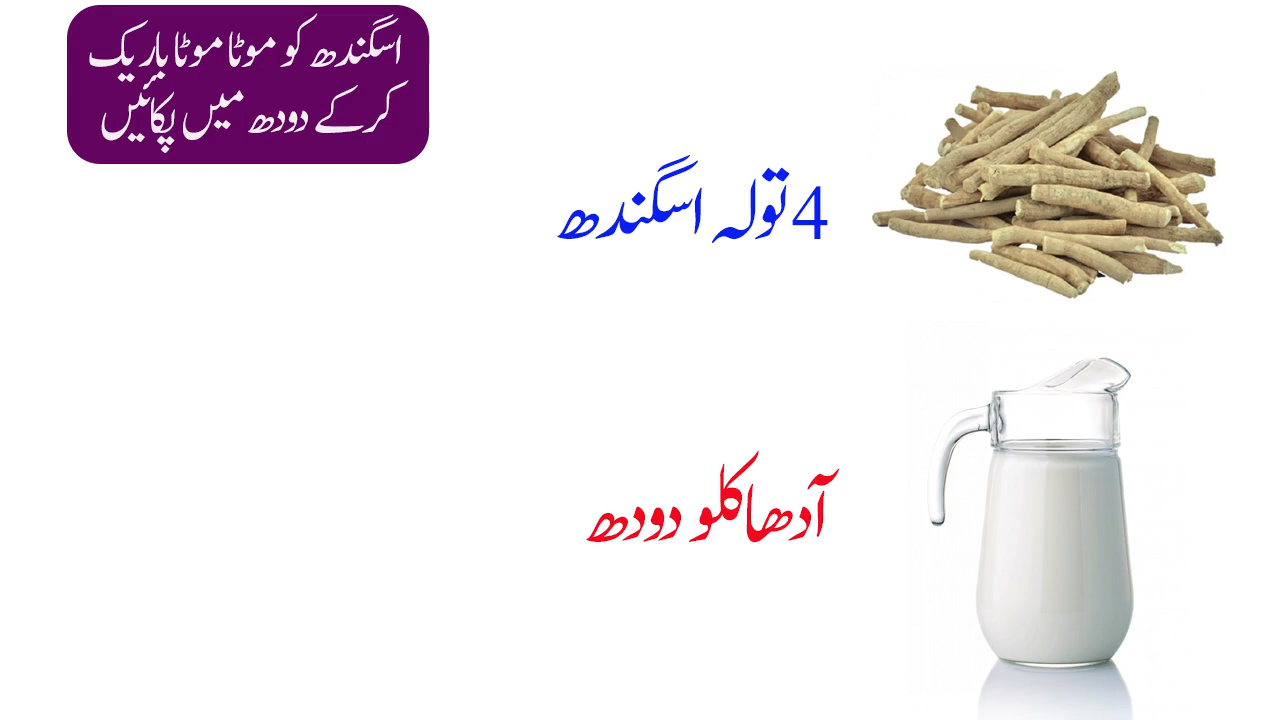 اسگندھ کو موٹا موٹا باریک
کرکے دودھ میں پکائیں
4 تولہ اسگندھ
آدھا کلو دودھ